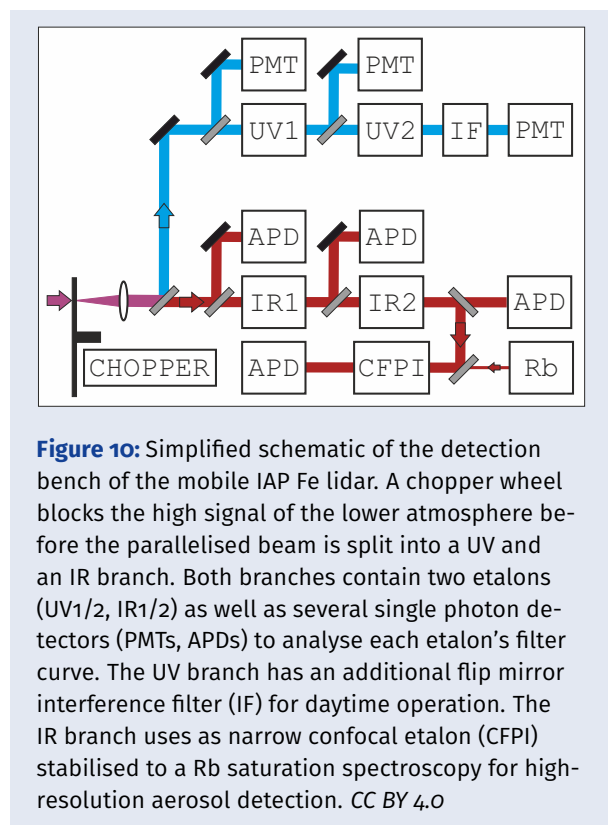 PMT PMT
UV1 UV2 IF PMT
APD APD
IR1 IR2 APD
CHOPPER APD CFPI Rb
Figure 10: Simplified schematic of the detection
bench of the mobile IAP Fe lidar. A chopper wheel
blocks the high signal of the lower atmosphere be-
fore the parallelised beam is split into a UV and
an IR branch. Both branches contain two etalons
(UV1/2, IR1/2) as well as several single photon de-
tectors (PMTs, APDs) to analyse each etalon’s filter
curve. The UV branch has an additional flip mirror
interference filter (IF) for daytime operation. The
IR branch uses as narrow confocal etalon (CFPI)
stabilised to a Rb saturation spectroscopy for high-
resolution aerosol detection. CC BY 4.0